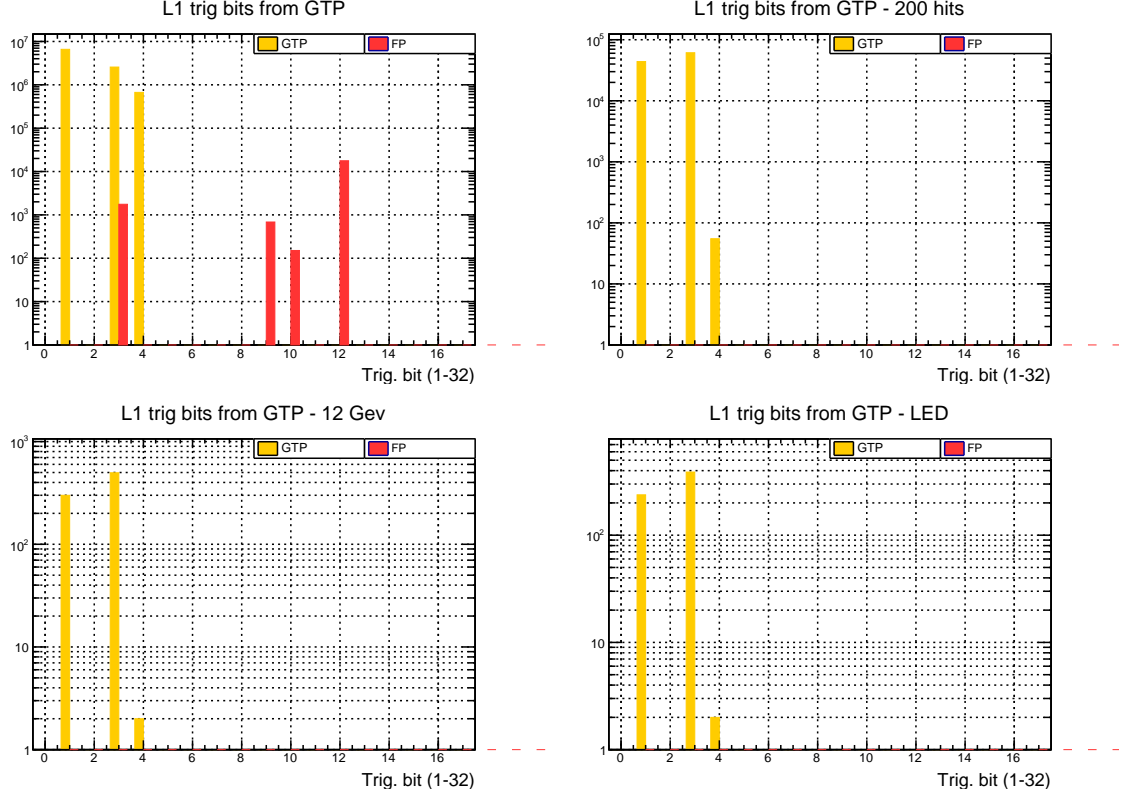 L1 trig bits from GTP
GTP FP
10^7
10^6
10^5
10^4
10^3
10^2
10
1
0 2 4 6 8 10 12 14 16
Trig. bit (1-32)
L1 trig bits from GTP - 200 hits
GTP FP
10^5
10^4
10^3
10^2
10
1
0 2 4 6 8 10 12 14 16
Trig. bit (1-32)
L1 trig bits from GTP - 12 Gev
GTP FP
10^3
10^2
10
1
0 2 4 6 8 10 12 14 16
Trig. bit (1-32)
L1 trig bits from GTP - LED
GTP FP
10^2
10
1
0 2 4 6 8 10 12 14 16
Trig. bit (1-32)